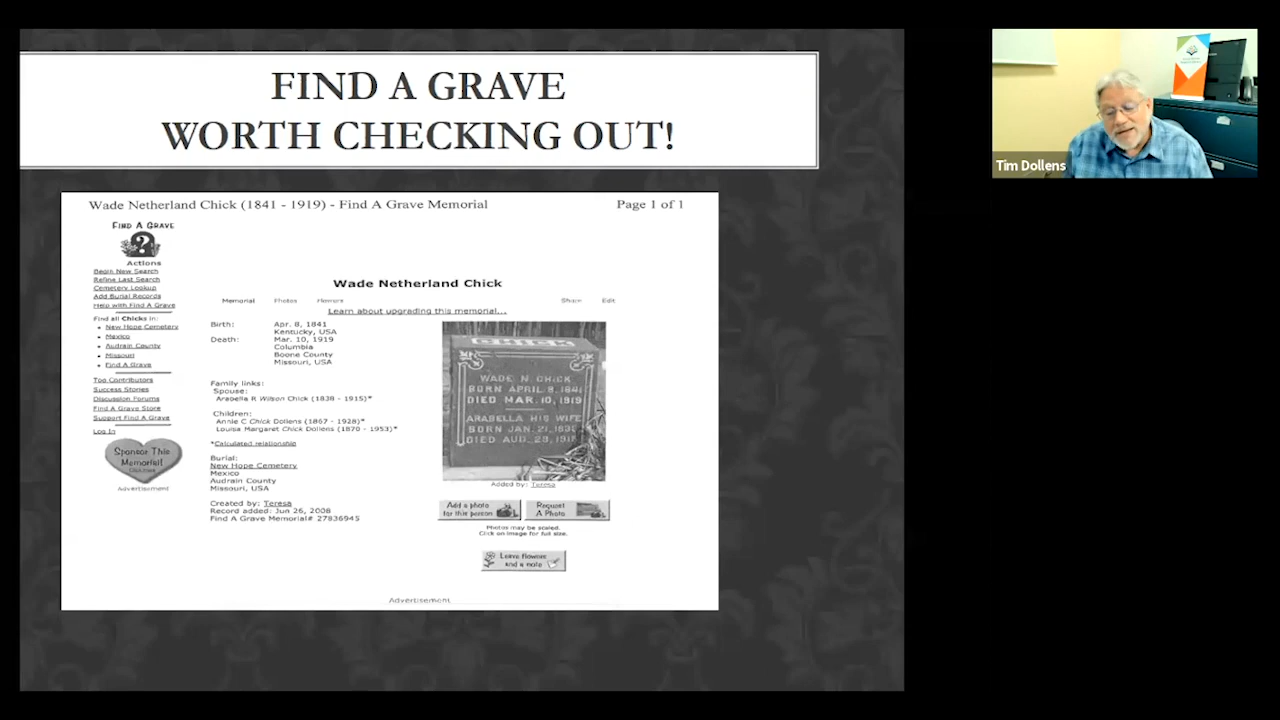 FIND A GRAVE
WORTH CHECKING OUT!
Wade Netherland Chick (1841 - 1919) - Find A Grave Memorial
Page 1 of 1
FIND A GRAVE
?
Actions
Begin New Search
Refine Last Search
Cemetery Lookup
Add Burial Records
Help with Find A Grave
Find all Chicks in:
• New Hope Cemetery
• Mexico
• Audrain County
• Missouri
• Find A Grave
Top Contributors
Success Stories
Discussion Forums
Find A Grave Store
Support Find A Grave
Log In
Sponsor This
Memorial!
Advertisement
Wade Netherland Chick
Memorial Photos Flowers Share Edit
Learn about upgrading this memorial...
Birth: Apr. 8, 1841
Kentucky, USA
Death: Mar. 10, 1919
Columbia
Boone County
Missouri, USA
Family links:
Spouse:
Arabella R Wilson Chick (1838 - 1915)*
Children:
Annie C Chick Dollens (1867 - 1928)*
Louisa Margaret Chick Dollens (1870 - 1953)*
*Calculated relationship
Burial:
New Hope Cemetery
Mexico
Audrain County
Missouri, USA
Created by: Teresa
Record added: Jun 26, 2008
Find A Grave Memorial# 27836945
CHICK
WADE N. CHICK
BORN APRIL 8, 1841
DIED MAR. 10, 1919
ARABELLA HIS WIFE
BORN JAN. 21,
DIED AUG. 28,
Added by: Teresa
Add a photo
for this person
Request
A Photo
Photos may be scaled.
Click on image for full size.
Leave flowers
and a note
Advertisement
Tim Dollens